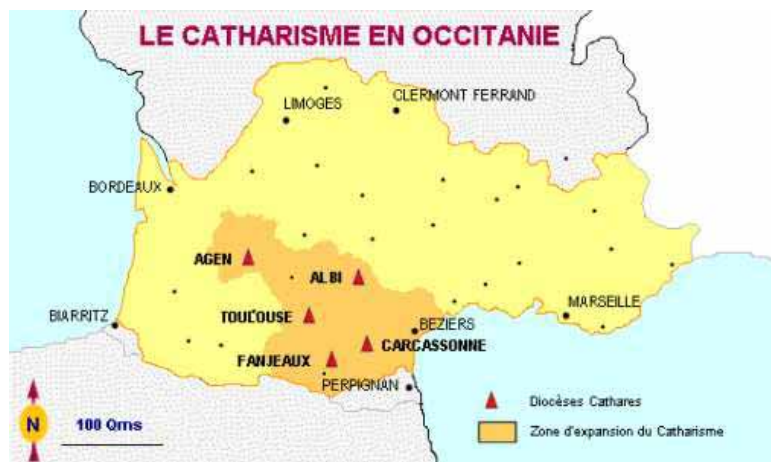 LE CATHARISME EN OCCITANIE
LIMOGES
CLERMONT FERRAND
BORDEAUX
AGEN
ALBI
BIARRITZ
TOULOUSE
MARSEILLE
BEZIERS
CARCASSONNE
FANJEAUX
PERPIGNAN
Diocèses Cathares
N
100 Qms
Zone d'expansion du Catharisme